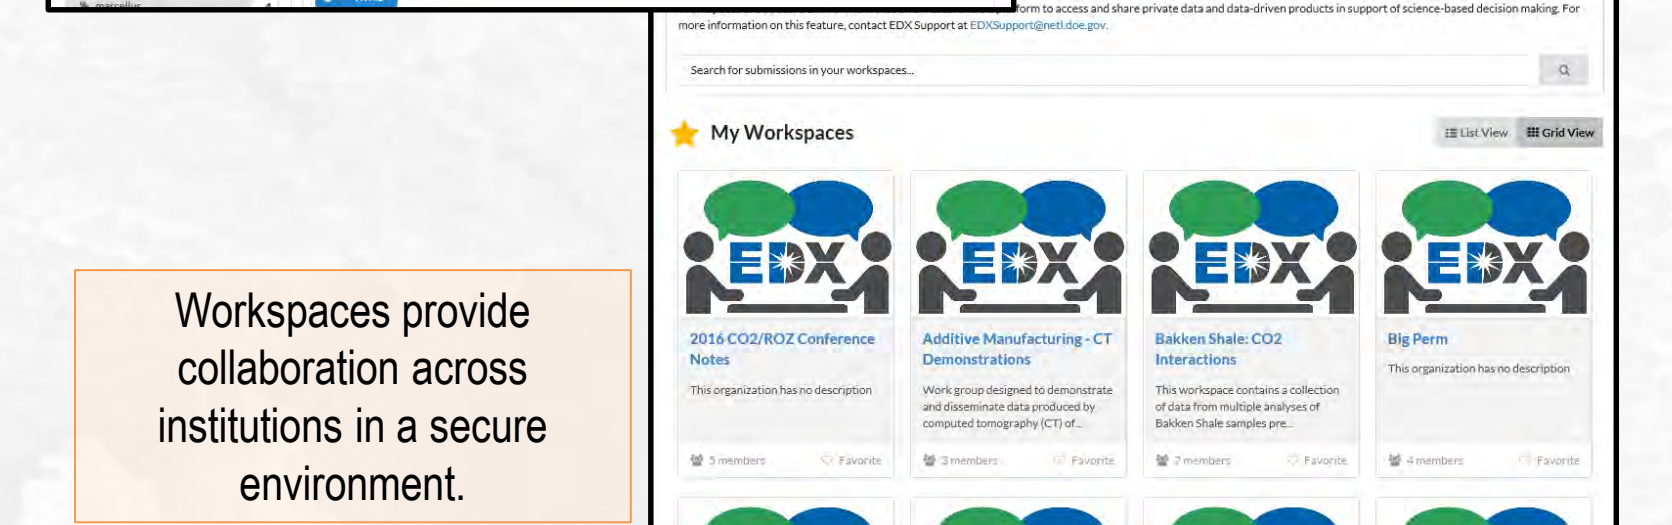 marcellus
4
form to access and share private data and data-driven products in support of science-based decision making. For
more information on this feature, contact EDX Support at EDXSupport@netl.doe.gov.
Search for submissions in your workspaces...
My Workspaces
List View
Grid View
EDX
EDX
EDX
EDX
2016 CO2/ROZ Conference
Notes
This organization has no description
5 members
Favorite
Additive Manufacturing - CT
Demonstrations
Work group designed to demonstrate
and disseminate data produced by
computed tomography (CT) of...
3 members
Favorite
Bakken Shale: CO2
Interactions
This workspace contains a collection
of data from multiple analyses of
Bakken Shale samples pre...
7 members
Favorite
Big Perm
This organization has no description
4 members
Favorite
Workspaces provide
collaboration across
institutions in a secure
environment.